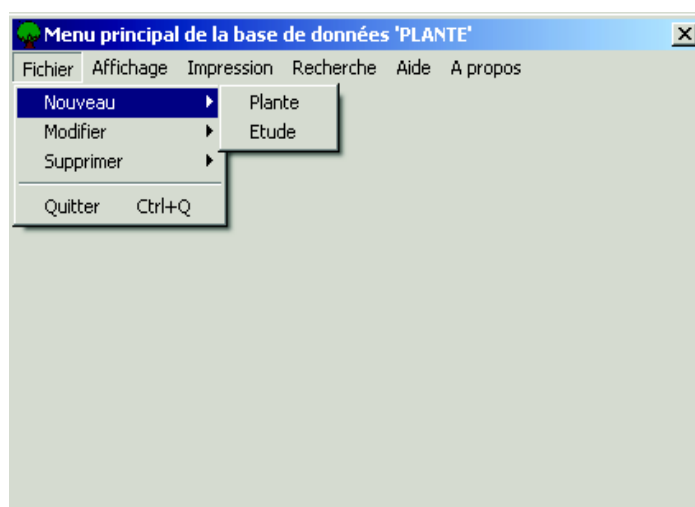 Menu principal de la base de données 'PLANTE'
Fichier Affichage Impression Recherche Aide A propos
Nouveau Plante
Modifier Etude
Supprimer
Quitter Ctrl+Q